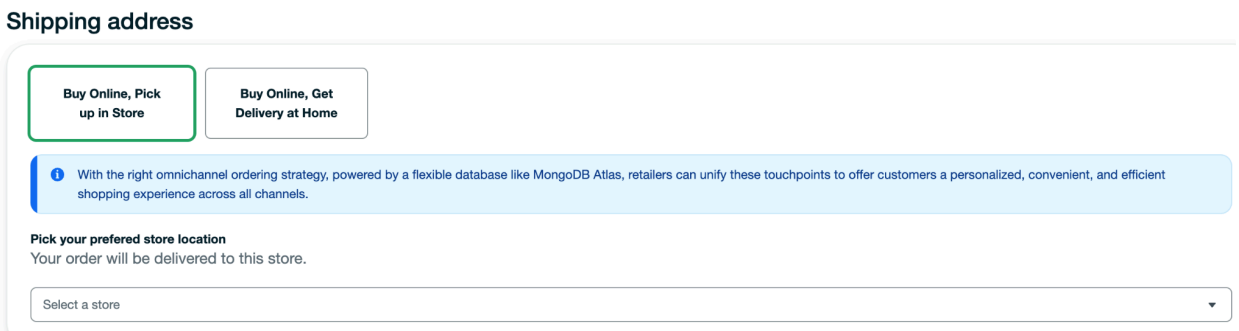 Shipping address
Buy Online, Pick
up in Store
Buy Online, Get
Delivery at Home
With the right omnichannel ordering strategy, powered by a flexible database like MongoDB Atlas, retailers can unify these touchpoints to offer customers a personalized, convenient, and efficient
shopping experience across all channels.
Pick your prefered store location
Your order will be delivered to this store.
Select a store